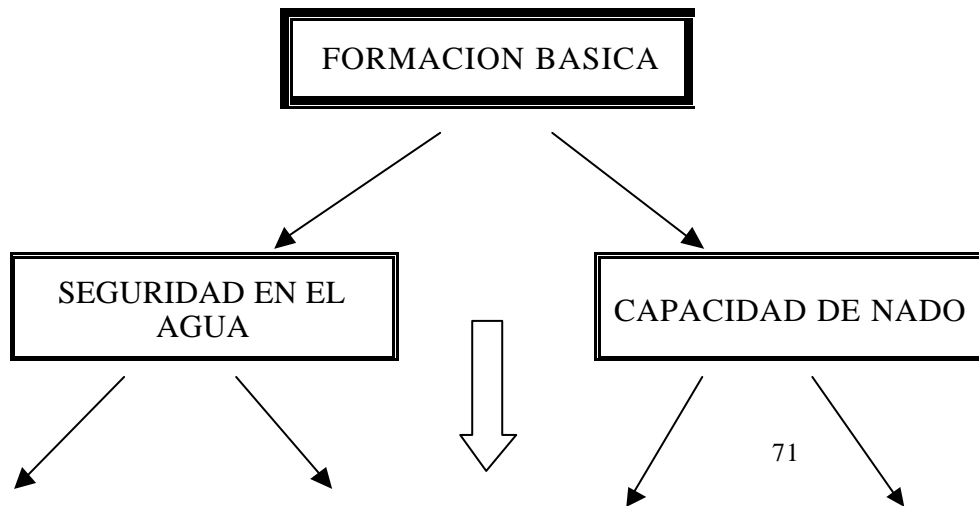 FORMACION BASICA
SEGURIDAD EN EL
AGUA
CAPACIDAD DE NADO
71